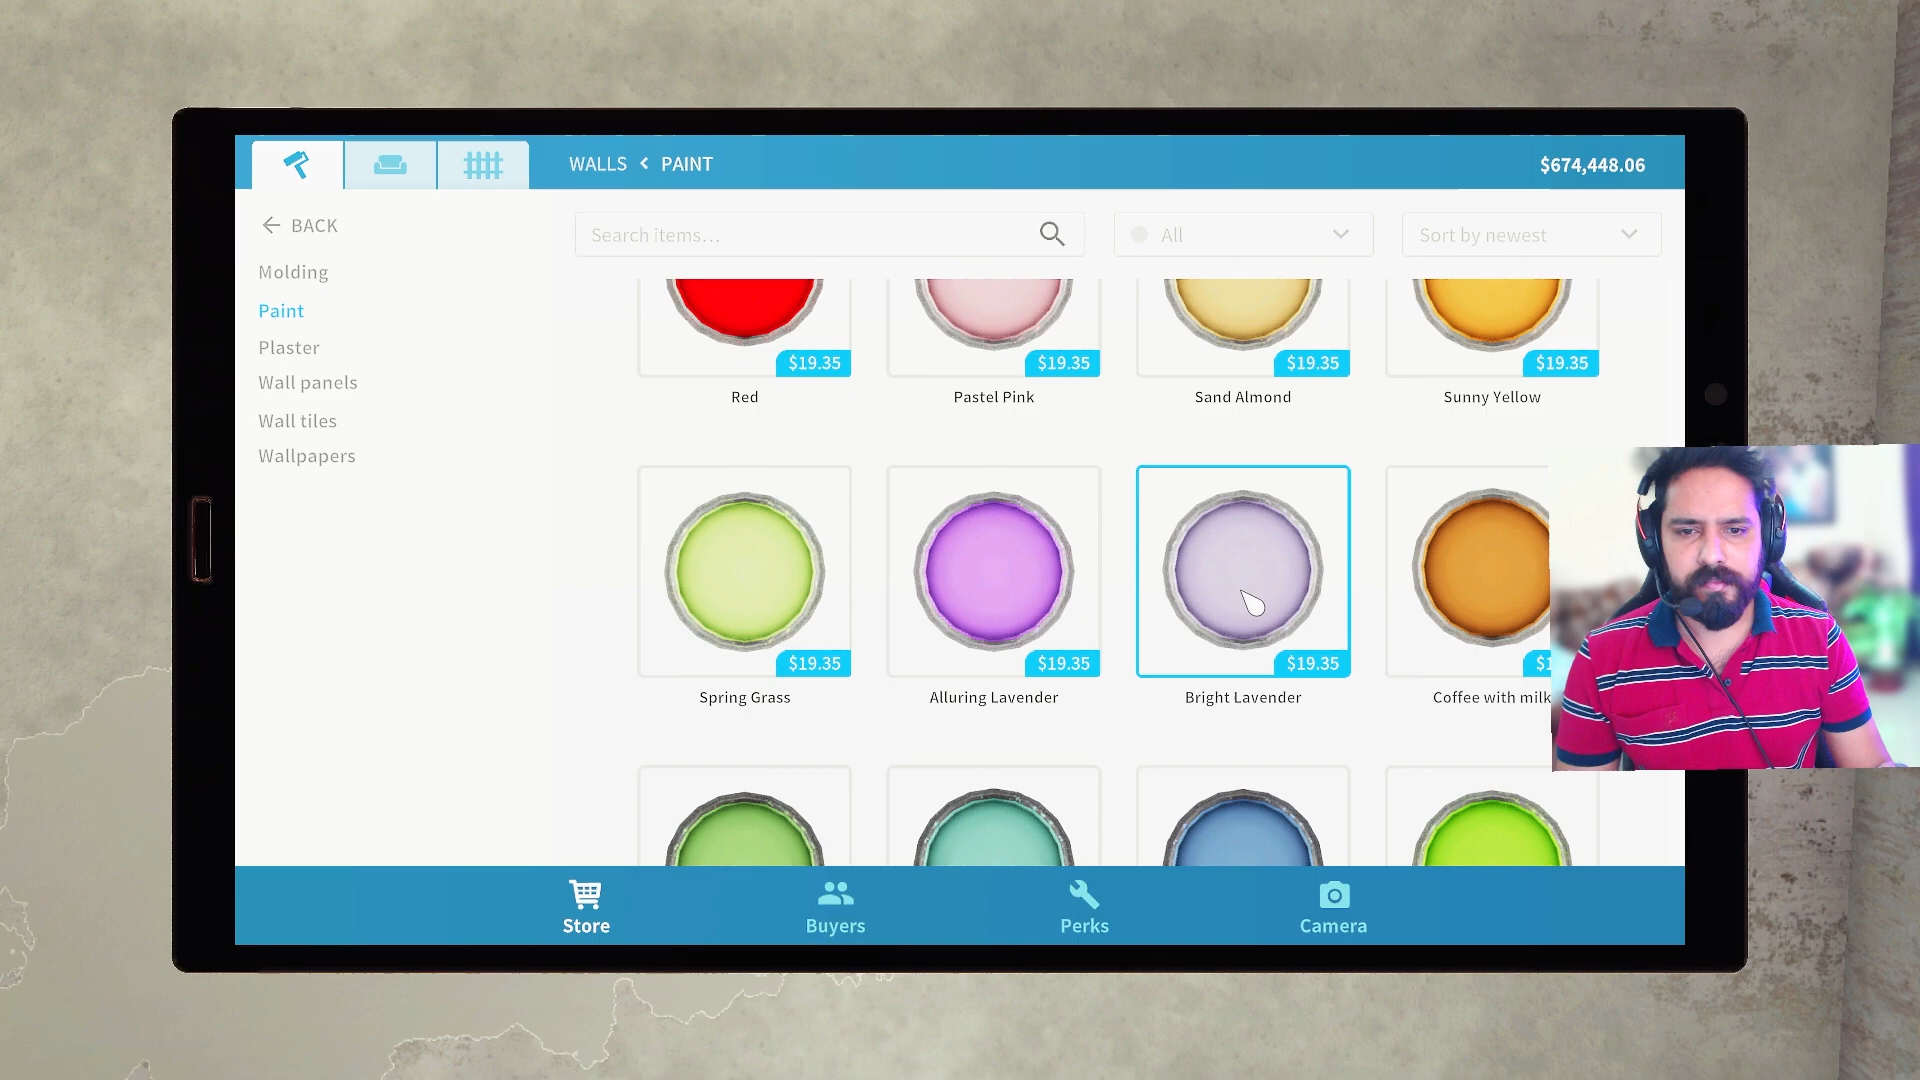 WALLS < PAINT
$674,448.06
BACK
Search items...
All
Sort by newest
Molding
Paint
Plaster
Wall panels
Wall tiles
Wallpapers
$19.35
$19.35
$19.35
$19.35
Red
Pastel Pink
Sand Almond
Sunny Yellow
$19.35
$19.35
$19.35
Spring Grass
Alluring Lavender
Bright Lavender
Coffee with milk
Store
Buyers
Perks
Camera